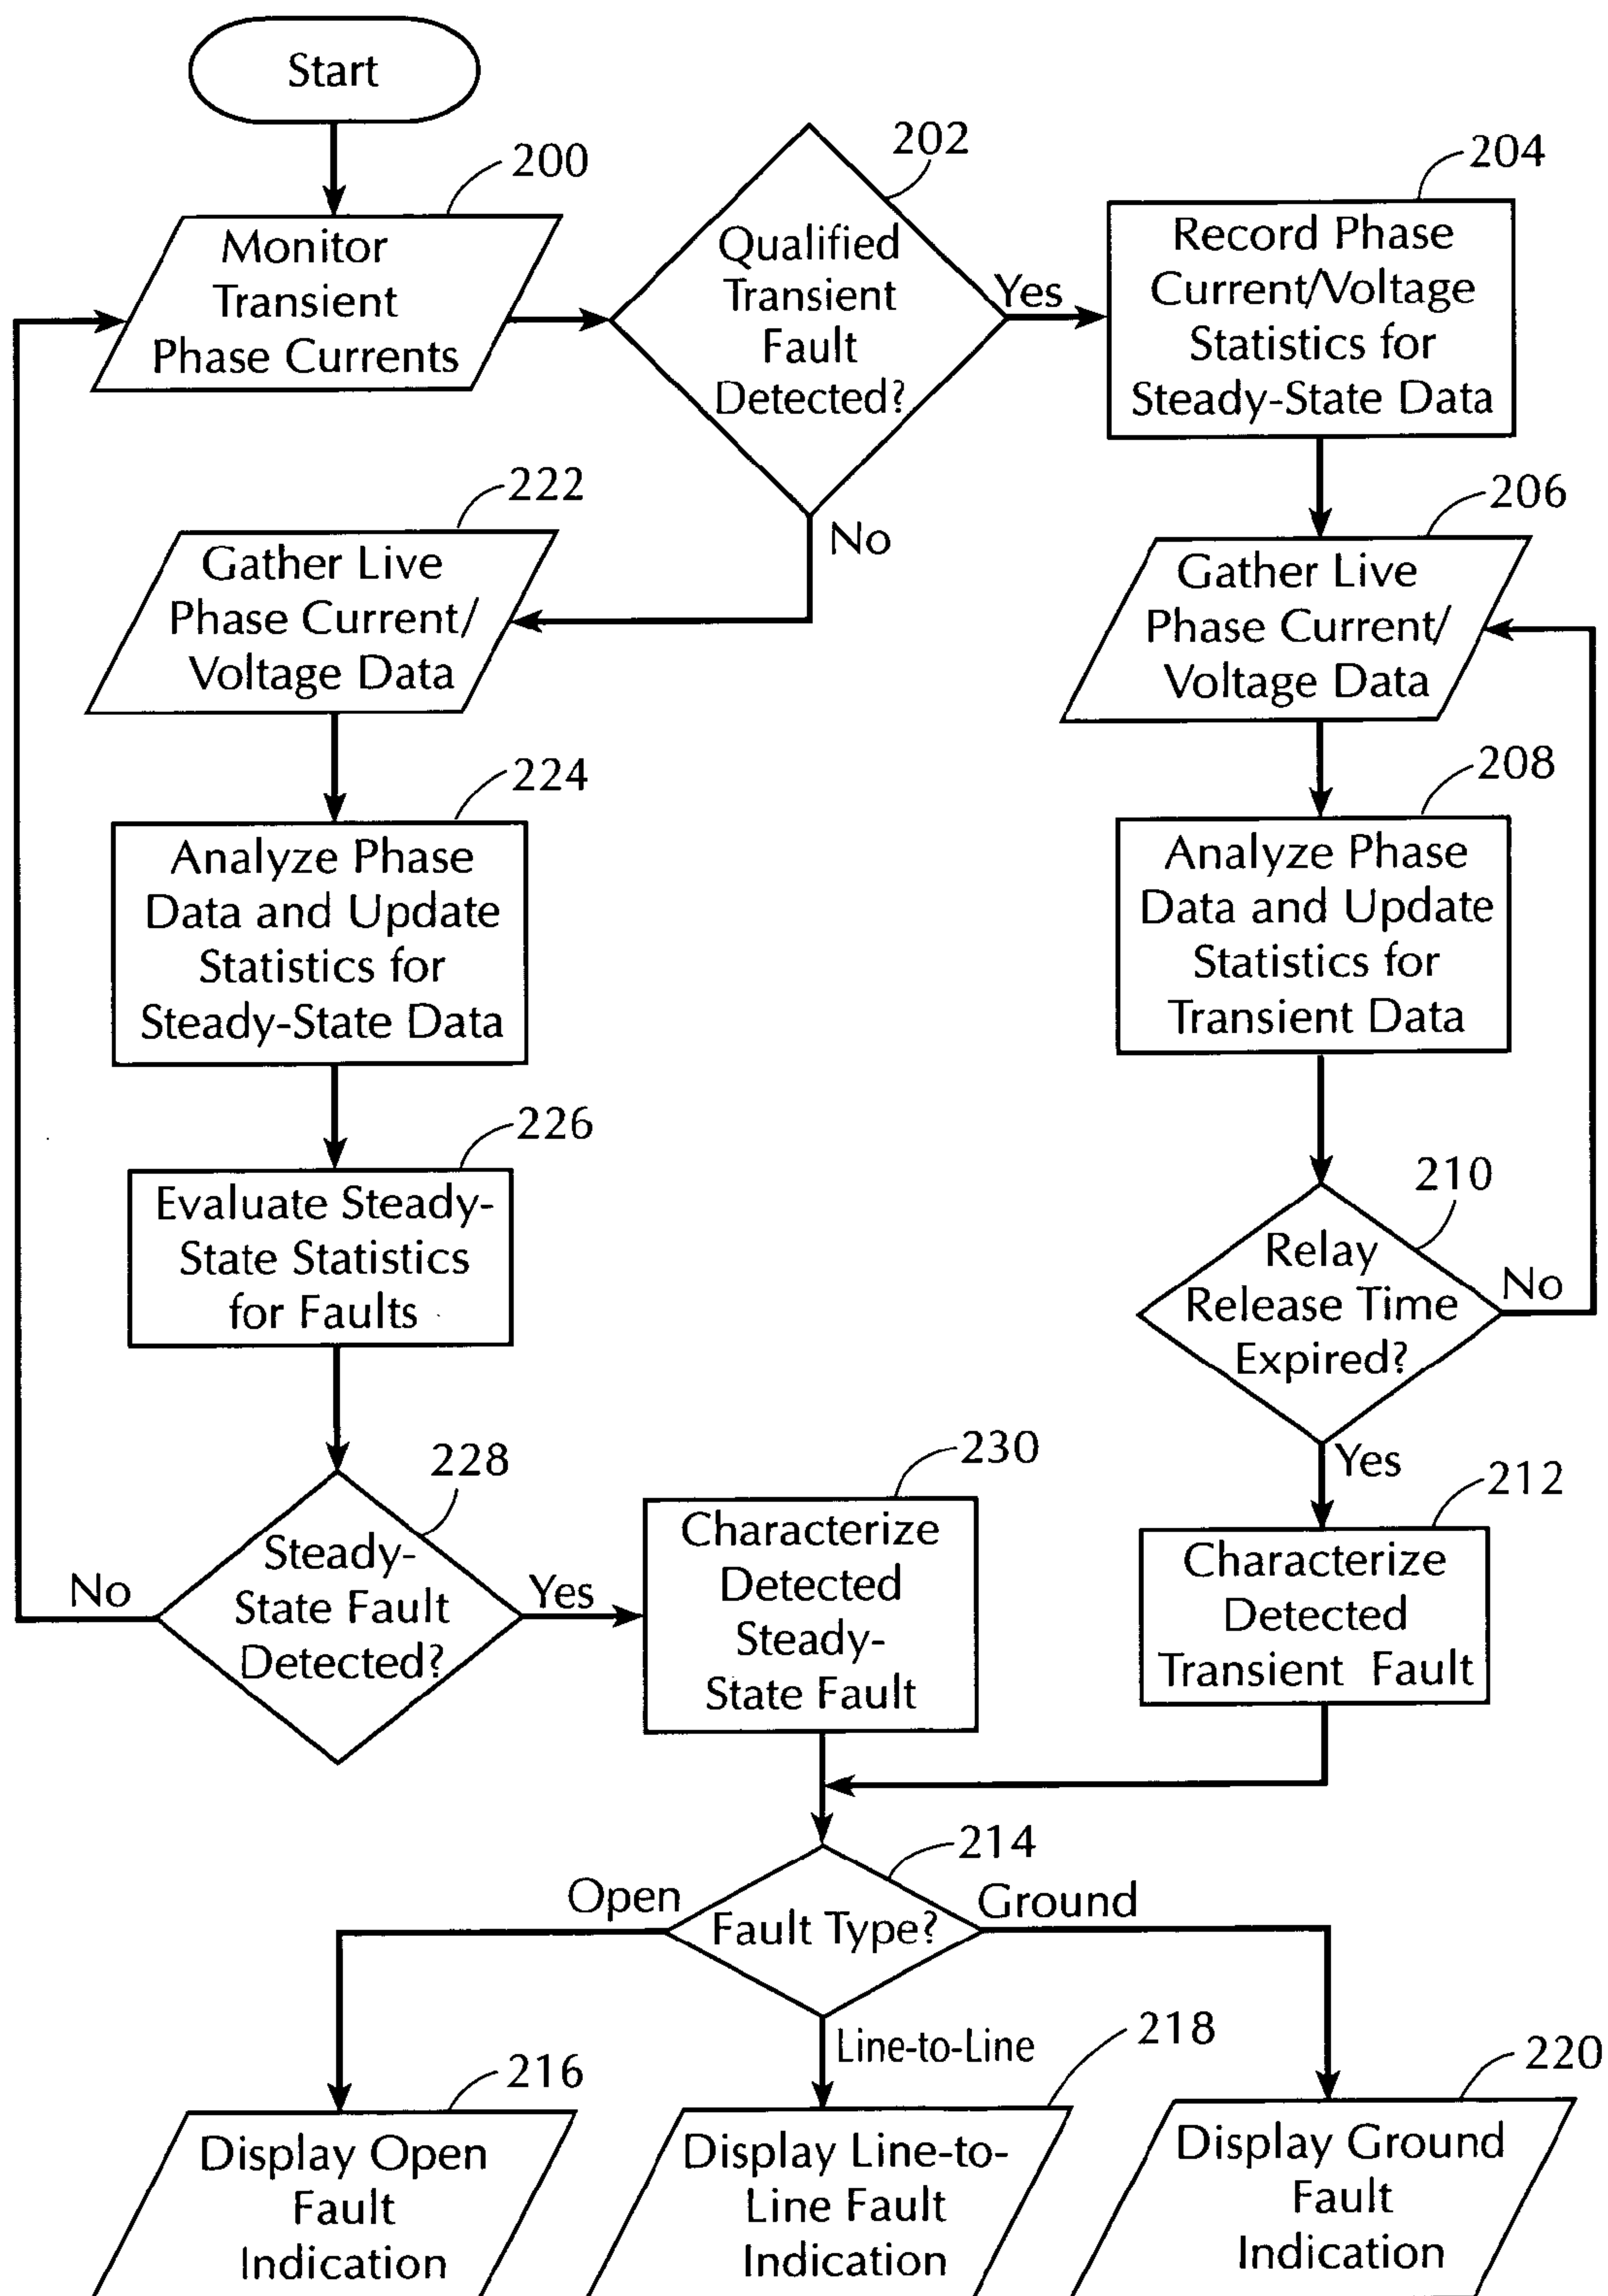 Start
200
Monitor
Transient
Phase Currents
202
Qualified
Transient
Fault
Detected?
Yes
No
204
Record Phase
Current/Voltage
Statistics for
Steady-State Data
222
Gather Live
Phase Current/
Voltage Data
206
Gather Live
Phase Current/
Voltage Data
224
Analyze Phase
Data and Update
Statistics for
Steady-State Data
208
Analyze Phase
Data and Update
Statistics for
Transient Data
226
Evaluate Steady-
State Statistics
for Faults
210
Relay
Release Time
Expired?
No
Yes
228
Steady-
State Fault
Detected?
No
Yes
230
Characterize
Detected
Steady-
State Fault
212
Characterize
Detected
Transient Fault
214
Fault Type?
Open
Ground
Line-to-Line
216
Display Open
Fault
Indication
218
Display Line-to-
Line Fault
Indication
220
Display Ground
Fault
Indication